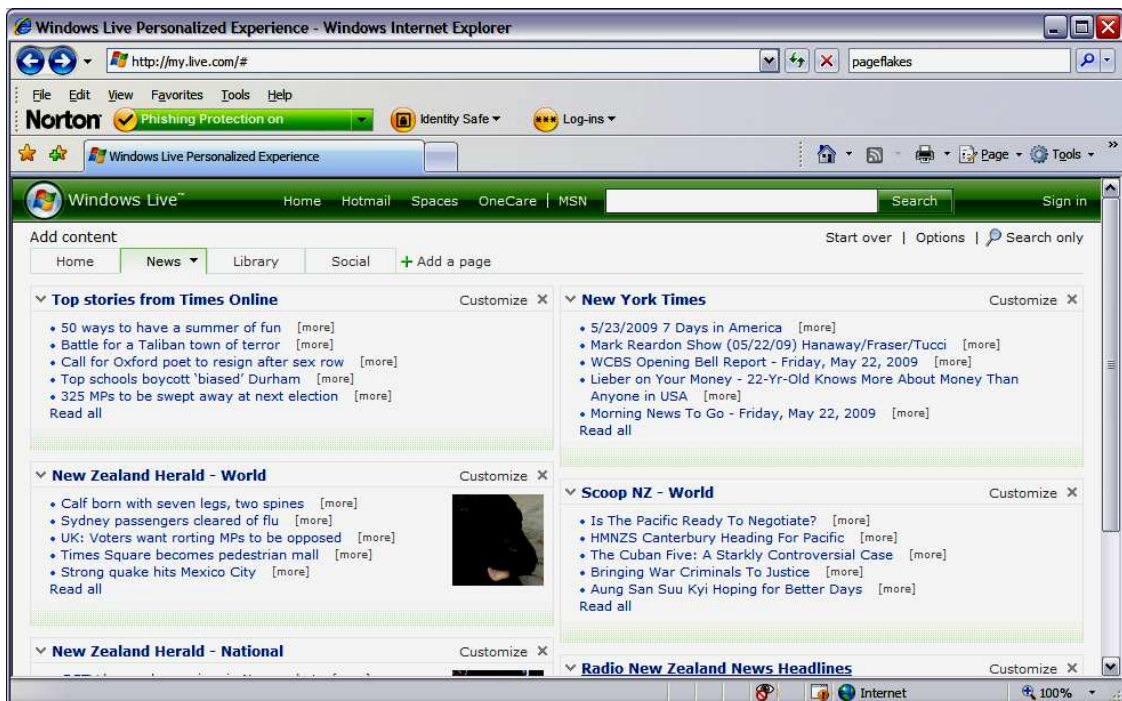 Windows Live Personalized Experience - Windows Internet Explorer
http://my.live.com/#
pageflakes
File Edit View Favorites Tools Help
Norton Phishing Protection on Identity Safe Log-ins
Windows Live Personalized Experience
Page Tools
Windows Live™ Home Hotmail Spaces OneCare | MSN Search Sign in
Add content Start over | Options | Search only
Home News Library Social + Add a page
Top stories from Times Online Customize
50 ways to have a summer of fun [more]
Battle for a Taliban town of terror [more]
Call for Oxford poet to resign after sex row [more]
Top schools boycott ‘biased’ Durham [more]
325 MPs to be swept away at next election [more]
Read all
New York Times Customize
5/23/2009 7 Days in America [more]
Mark Reardon Show (05/22/09) Hanaway/Fraser/Tucci [more]
WCBS Opening Bell Report - Friday, May 22, 2009 [more]
Lieber on Your Money - 22-Yr-Old Knows More About Money Than
Anyone in USA [more]
Morning News To Go - Friday, May 22, 2009 [more]
Read all
New Zealand Herald - World Customize
Calf born with seven legs, two spines [more]
Sydney passengers cleared of flu [more]
UK: Voters want rorting MPs to be opposed [more]
Times Square becomes pedestrian mall [more]
Strong quake hits Mexico City [more]
Read all
Scoop NZ - World Customize
Is The Pacific Ready To Negotiate? [more]
HMNZS Canterbury Heading For Pacific [more]
The Cuban Five: A Starkly Controversial Case [more]
Bringing War Criminals To Justice [more]
Aung San Suu Kyi Hoping for Better Days [more]
Read all
New Zealand Herald - National Customize
Radio New Zealand News Headlines Customize
Internet 100%